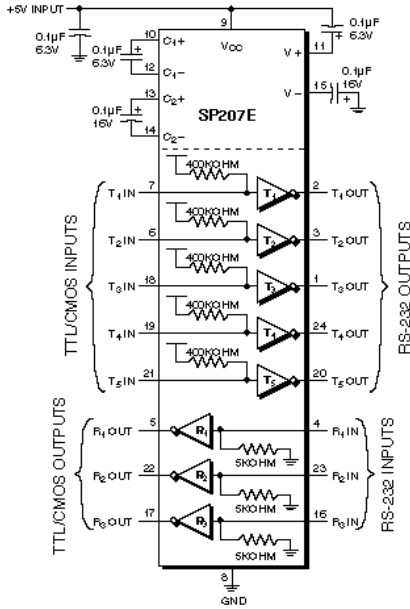 +5V INPUT
0.1µF
6.3V
9
VCC
0.1µF
6.3V
10
C1+
12
C1-
V+
11
0.1µF
6.3V
0.1µF
16V
13
C2+
14
C2-
V-
15
0.1µF
16V
SP207E
400KOHM
T1 IN
7
T1
2
T1 OUT
400KOHM
T2 IN
6
T2
3
T2 OUT
400KOHM
T3 IN
18
T3
1
T3 OUT
400KOHM
T4 IN
19
T4
24
T4 OUT
400KOHM
T5 IN
21
T5
20
T5 OUT
TTL/CMOS INPUTS
RS-232 OUTPUTS
R1 OUT
5
R1
4
R1 IN
5KOHM
R2 OUT
22
R2
23
R2 IN
5KOHM
R3 OUT
17
R3
16
R3 IN
5KOHM
TTL/CMOS OUTPUTS
RS-232 INPUTS
8
GND